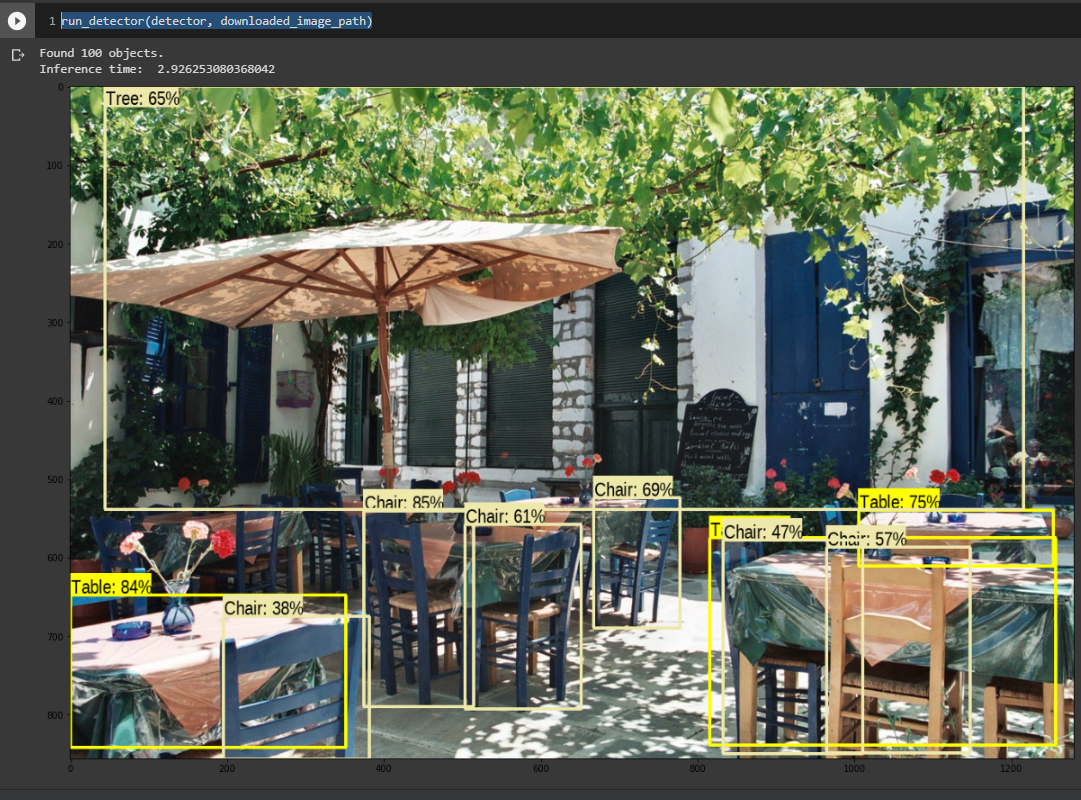 1 run_detector(detector, downloaded_image_path)
Found 100 objects.
Inference time: 2.926253080368042
0
100
200
300
400
500
600
700
800
Tree: 65%
Chair: 85%
Chair: 61%
Chair: 69%
Table: 75%
T
Chair: 47%
Chair: 57%
Table: 84%
Chair: 38%
0
200
400
600
800
1000
1200